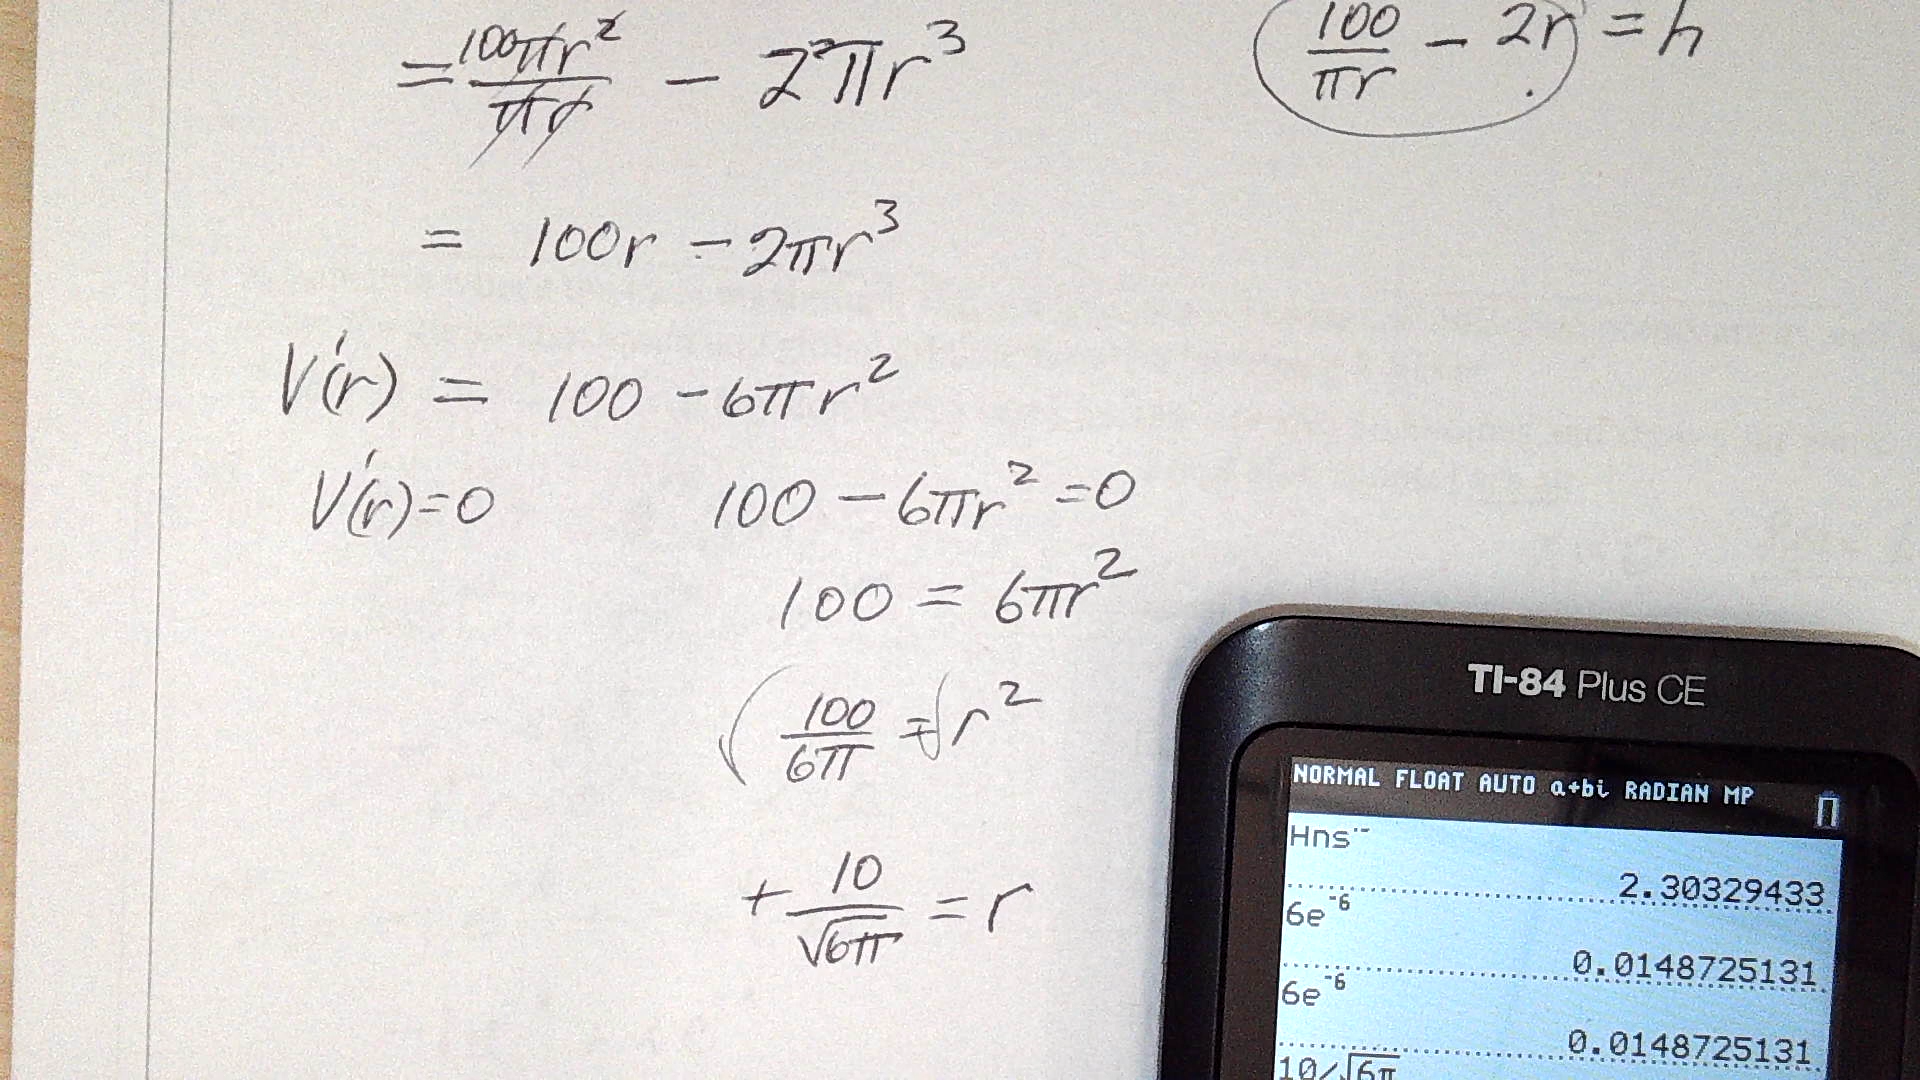 = 100πr² / πr - 2πr³
100 / πr - 2r = h
= 100r - 2πr³
V'(r) = 100 - 6πr²
V'(r)=0 100 - 6πr² =0
100 = 6πr²
√100/6π = √r²
+ 10/√6π = r
TI-84 Plus CE
NORMAL FLOAT AUTO a+bi RADIAN MP
2.30329433
6e⁻⁶
0.0148725131
6e⁻⁶
0.0148725131
10/√6π